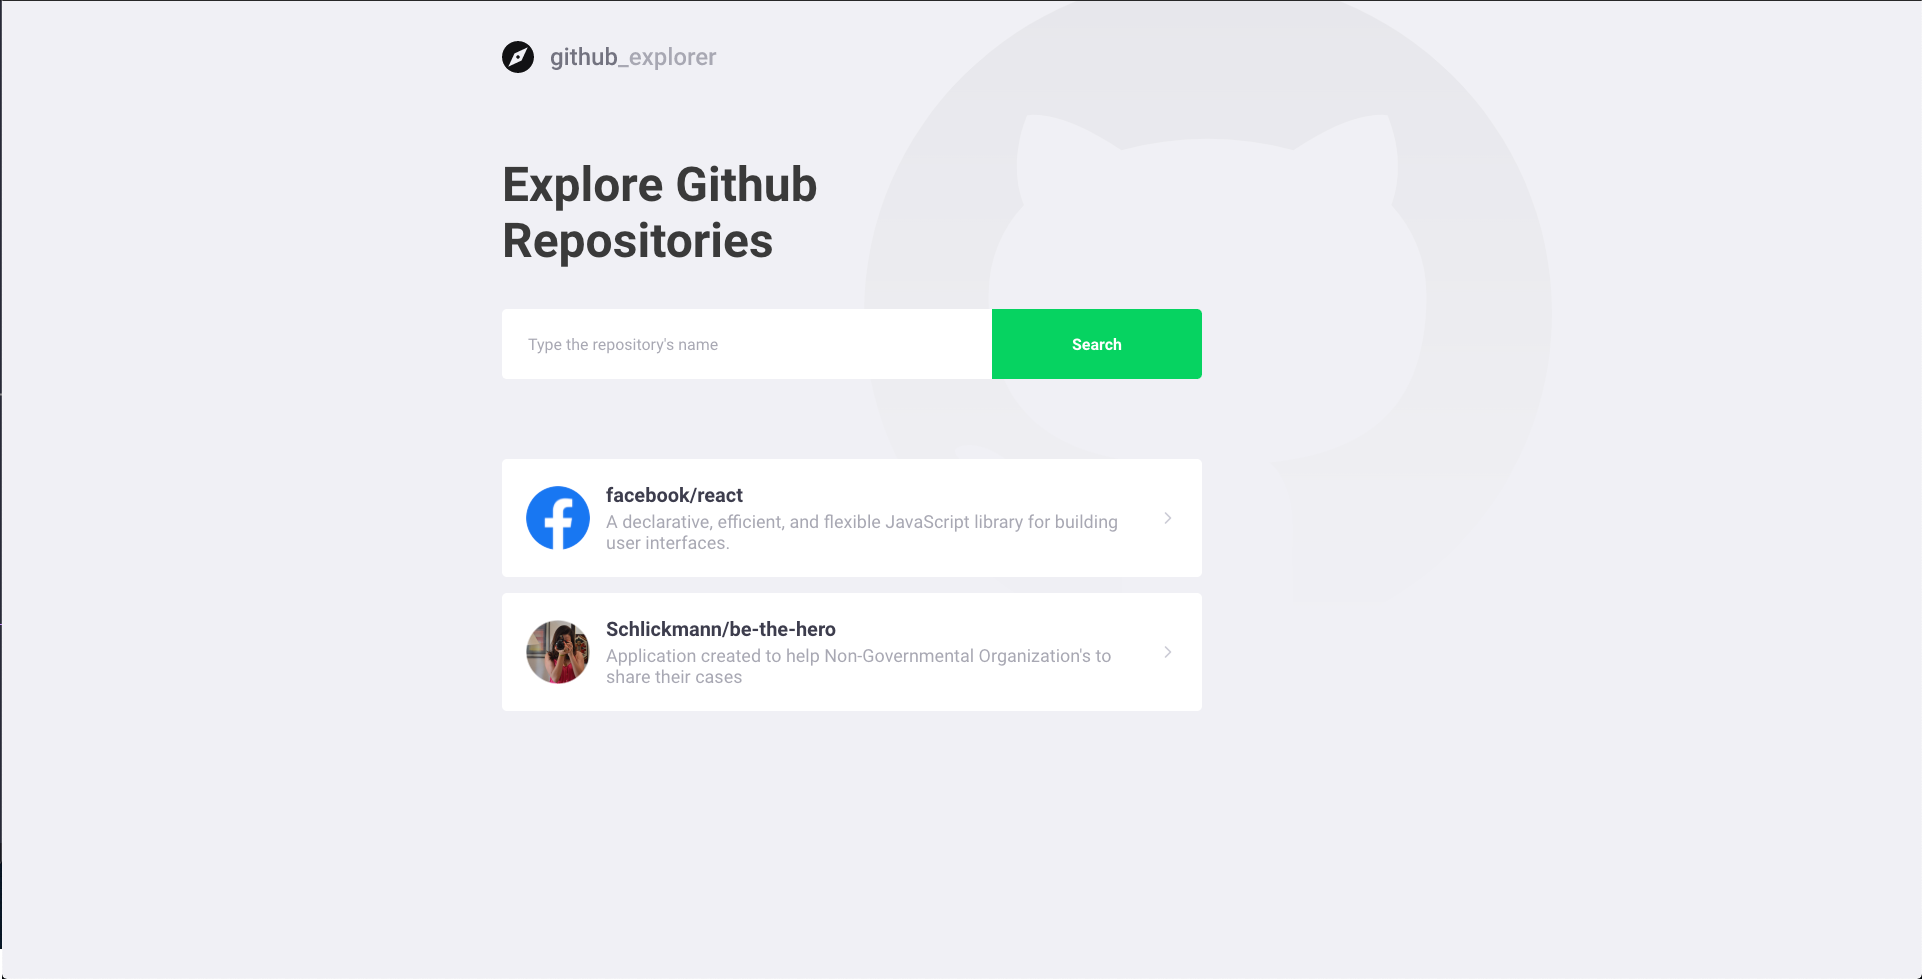 github_explorer
Explore Github
Repositories
Type the repository's name
Search
facebook/react
A declarative, efficient, and flexible JavaScript library for building
user interfaces.
Schlickmann/be-the-hero
Application created to help Non-Governmental Organization's to
share their cases